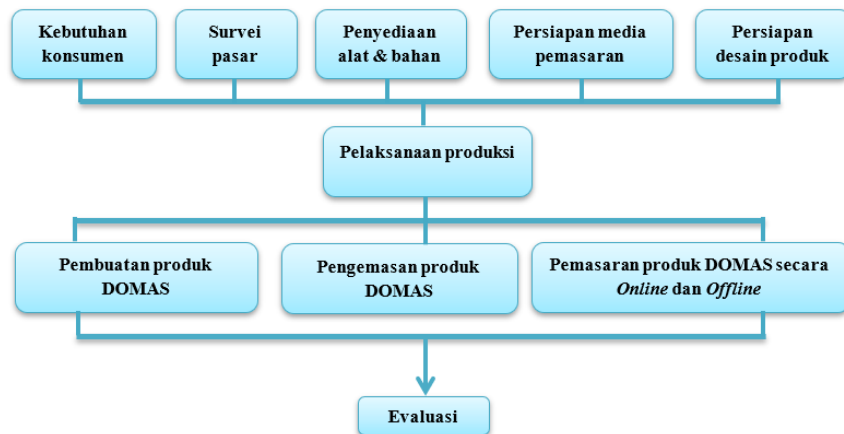 Kebutuhan
konsumen
Survei
pasar
Penyediaan
alat & bahan
Persiapan media
pemasaran
Persiapan
desain produk
Pelaksanaan produksi
Pembuatan produk
DOMAS
Pengemasan produk
DOMAS
Pemasaran produk DOMAS secara
Online dan Offline
Evaluasi